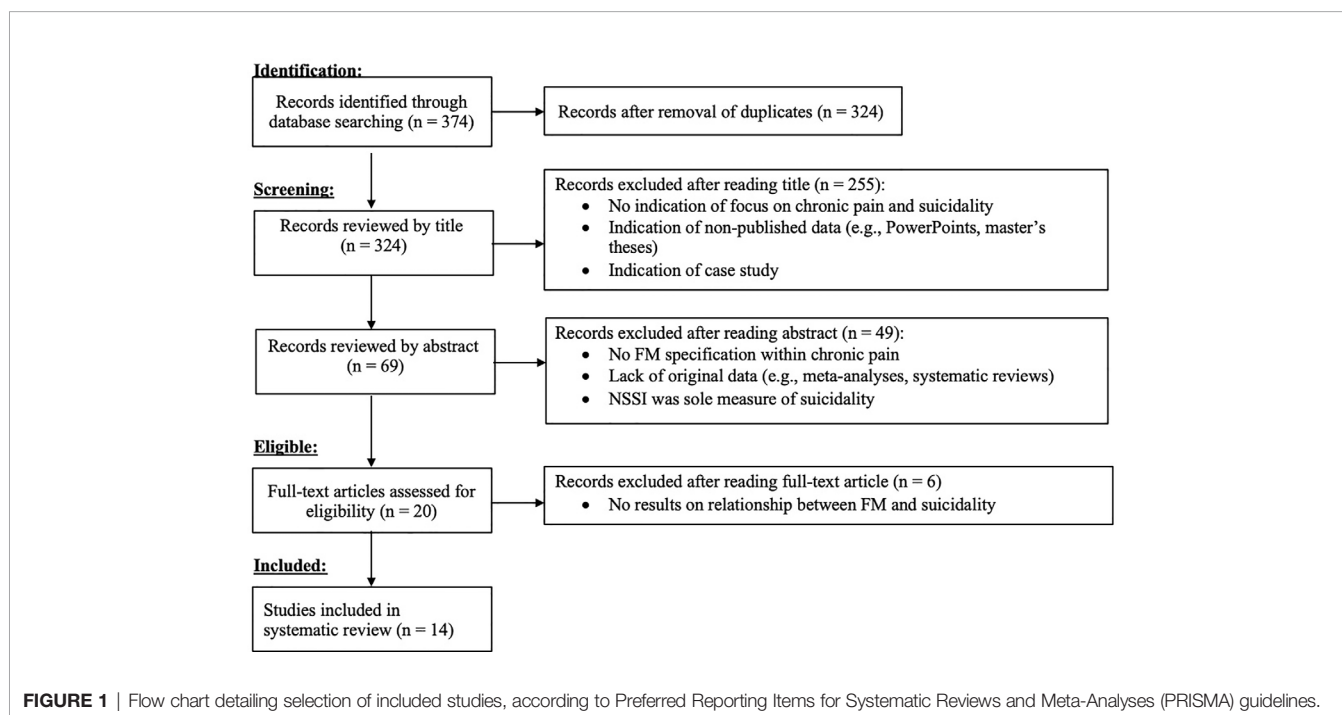 Identification:
Records identified through
database searching (n = 374)
Records after removal of duplicates (n = 324)
Screening:
Records reviewed by title
(n = 324)
Records excluded after reading title (n = 255):
• No indication of focus on chronic pain and suicidality
• Indication of non-published data (e.g., PowerPoints, master's
theses)
• Indication of case study
Records reviewed by abstract
(n = 69)
Records excluded after reading abstract (n = 49):
• No FM specification within chronic pain
• Lack of original data (e.g., meta-analyses, systematic reviews)
• NSSI was sole measure of suicidality
Eligible:
Full-text articles assessed for
eligibility (n = 20)
Records excluded after reading full-text article (n = 6)
• No results on relationship between FM and suicidality
Included:
Studies included in
systematic review (n = 14)
FIGURE 1 | Flow chart detailing selection of included studies, according to Preferred Reporting Items for Systematic Reviews and Meta-Analyses (PRISMA) guidelines.